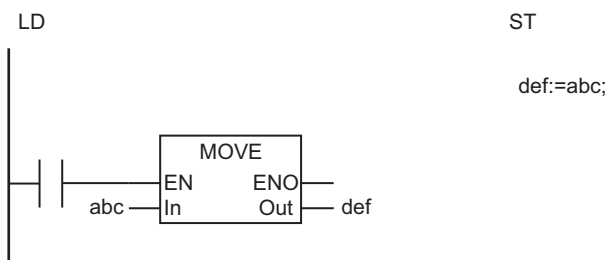 LD ST
def:=abc;
MOVE
EN ENO
abc In Out def